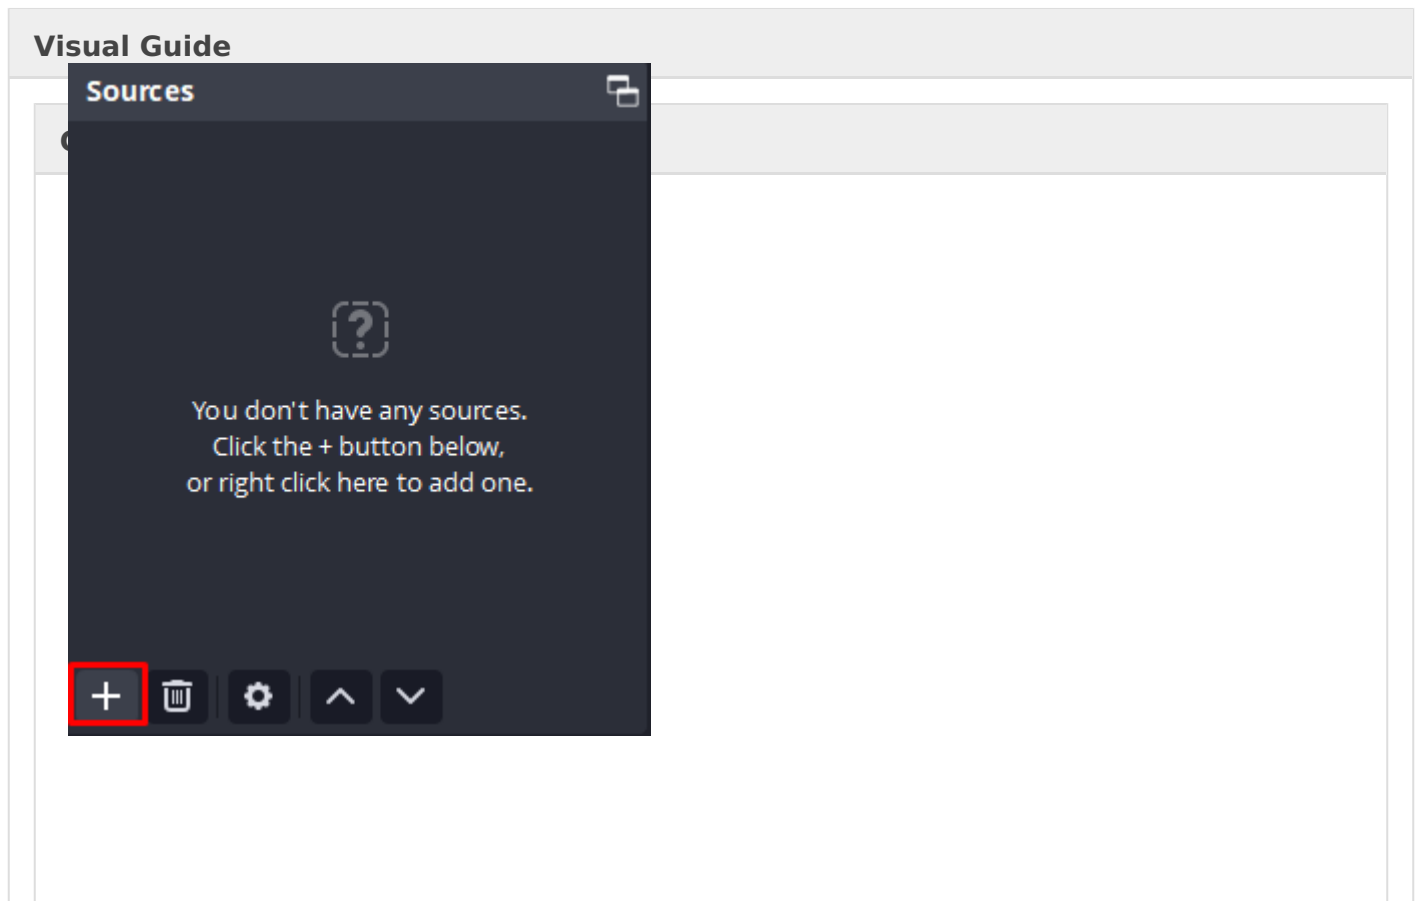 Visual Guide
Sources
You don't have any sources.
Click the + button below,
or right click here to add one.